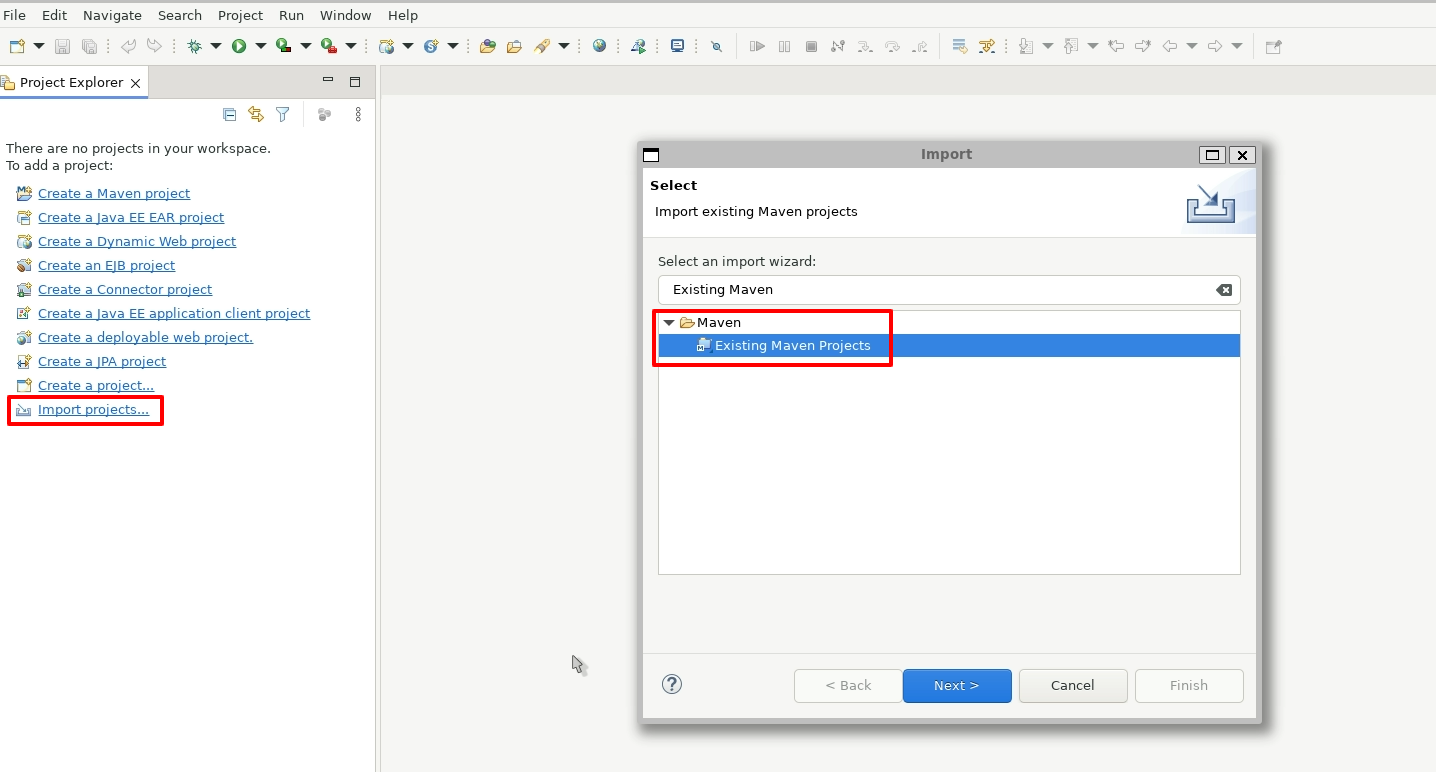 File Edit Navigate Search Project Run Window Help
Project Explorer
There are no projects in your workspace.
To add a project:
Create a Maven project
Create a Java EE EAR project
Create a Dynamic Web project
Create an EJB project
Create a Connector project
Create a Java EE application client project
Create a deployable web project.
Create a JPA project
Create a project...
Import projects...
Import
Select
Import existing Maven projects
Select an import wizard:
Existing Maven
Maven
Existing Maven Projects
< Back Next > Cancel Finish